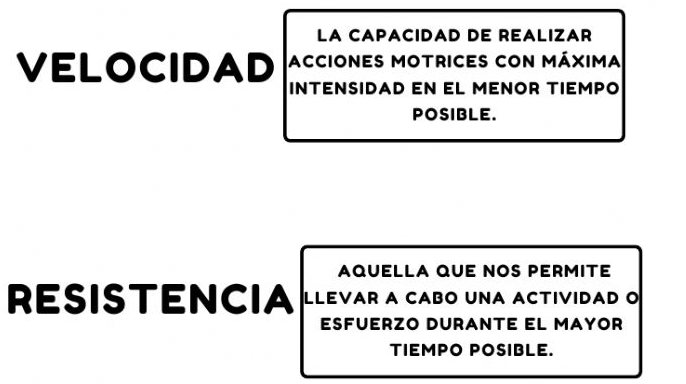 VELOCIDAD
LA CAPACIDAD DE REALIZAR
ACCIONES MOTRICES CON MÁXIMA
INTENSIDAD EN EL MENOR TIEMPO
POSIBLE.
RESISTENCIA
AQUELLA QUE NOS PERMITE
LLEVAR A CABO UNA ACTIVIDAD O
ESFUERZO DURANTE EL MAYOR
TIEMPO POSIBLE.